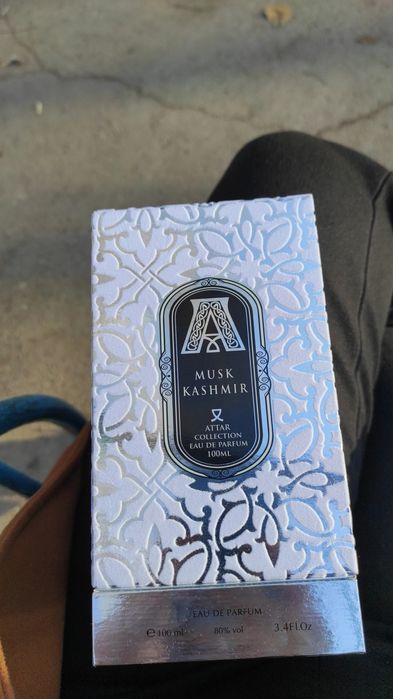 A
MUSK
KASHMIR
ATTAR
COLLECTION
EAU DE PARFUM
100ML
EAU DE PARFUM
℮100 ml 80% vol 3.4Fl.Oz